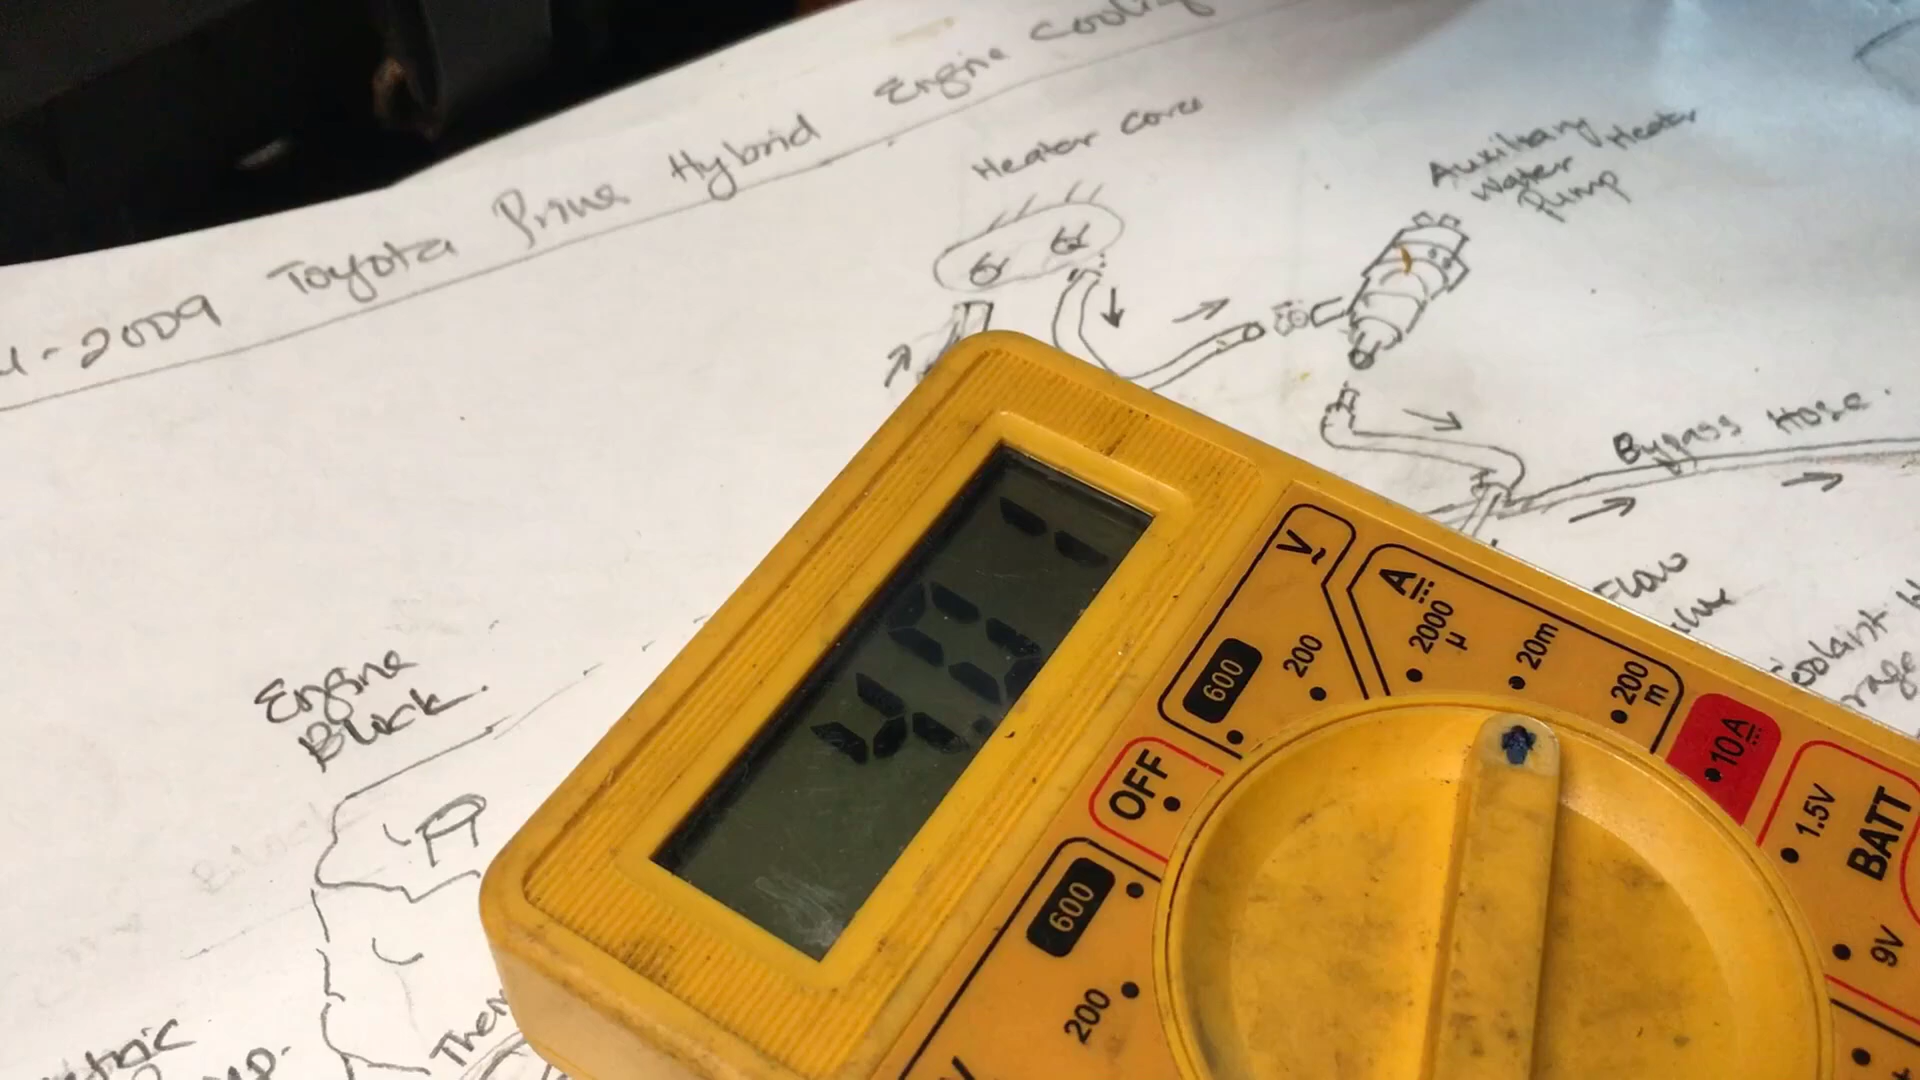 -2009 Toyota Prius Hybrid Engine Cooling
Heater Core
Auxiliary
Water Heater
Pump
Bypass Hose.
Flow
Engine
Block
V~
600
200
A
2000
µ
20m
200
m
10A
OFF
1.5V
BATT
9V
600
200
V